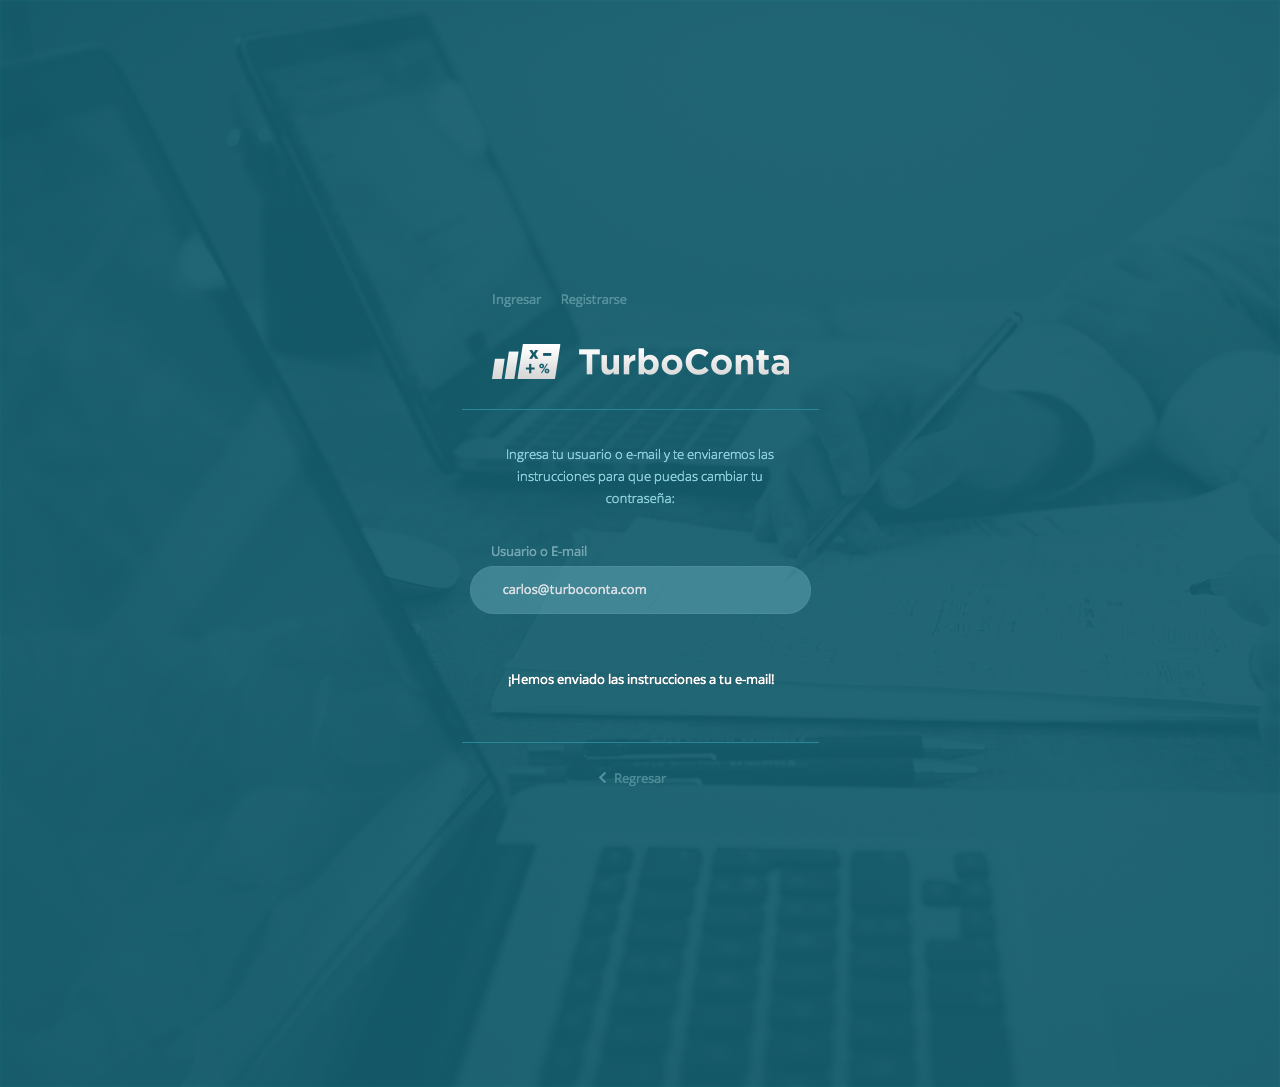 Ingresar Registrarse
x −
+ %
TurboConta
Ingresa tu usuario o e-mail y te enviaremos las
instrucciones para que puedas cambiar tu
contraseña:
Usuario o E-mail
carlos@turboconta.com
¡Hemos enviado las instrucciones a tu e-mail!
Regresar